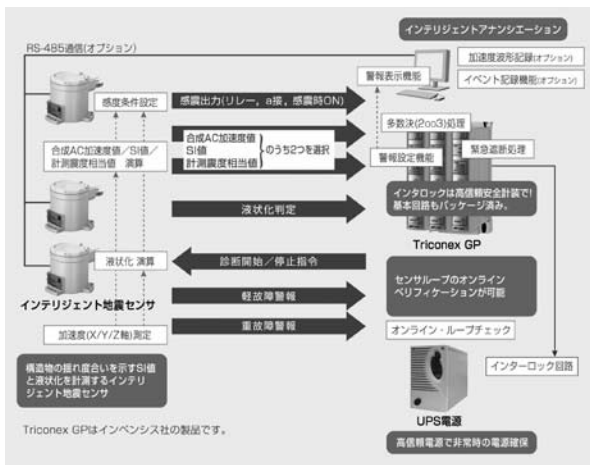 インテリジェントアナンシエーション
RS-485通信(オプション)
加速度波形記録(オプション)
警報表示機能
イベント記録機能(オプション)
感度条件設定
感震出力(リレー，a接，感震時ON)
多数決(2oo3)処理
合成AC加速度値／SI値／
計測震度相当値　演算
合成AC加速度値
SI値
計測震度相当値
のうち2つを選択
警報設定機能
緊急遮断処理
インタロックは高信頼安全計装で!
基本回路もパッケージ済み。
液状化判定
Triconex GP
液状化 演算
診断開始／停止指令
インテリジェント地震センサ
センサループのオンライン
ベリフィケーションが可能
軽故障警報
加速度(X/Y/Z軸)測定
重故障警報
オンライン・ループチェック
インターロック回路
構造物の揺れ度合いを示すSI値
と液状化を計測するインテリ
ジェント地震センサ
UPS電源
Triconex GPはインベンシス社の製品です。
高信頼電源で非常時の電源確保